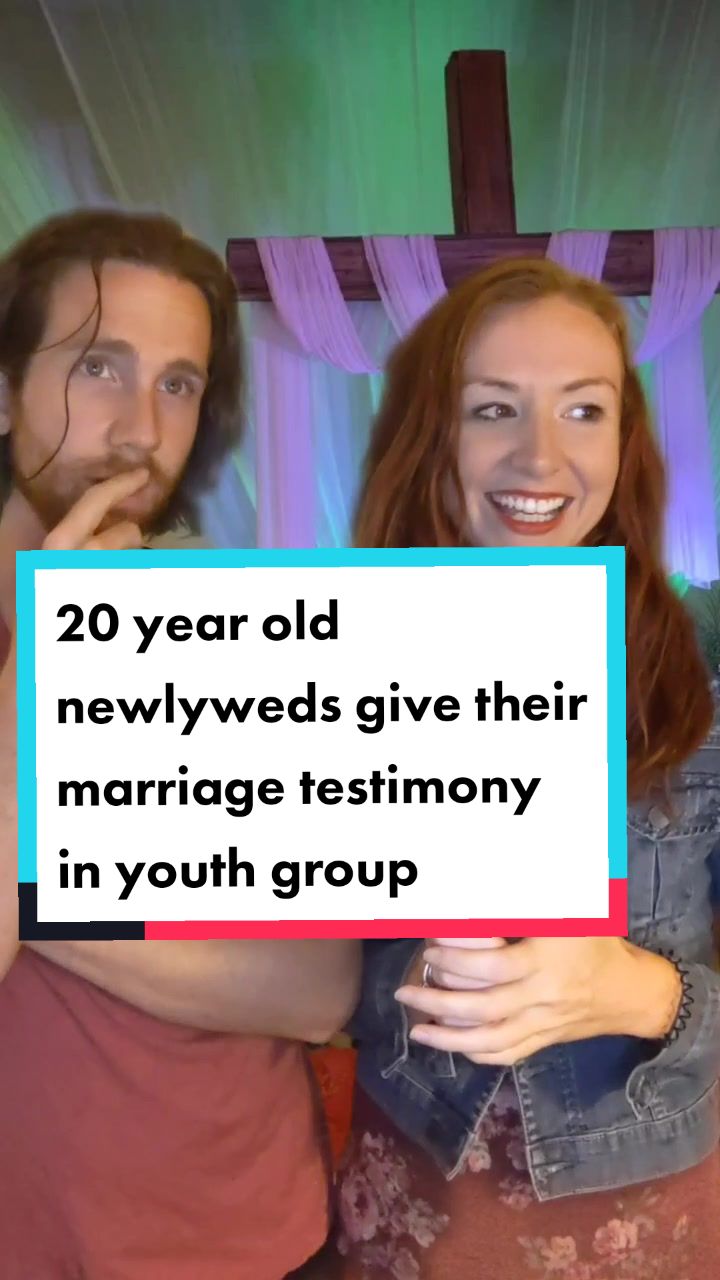 20 year old
newlyweds give their
marriage testimony
in youth group